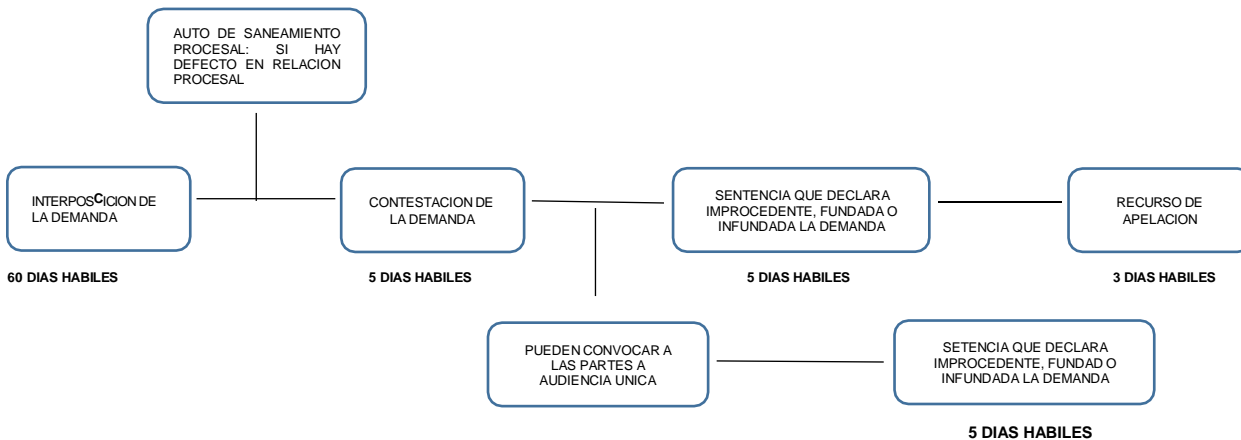 AUTO DE SANEAMIENTO
PROCESAL: SI HAY
DEFECTO EN RELACION
PROCESAL
INTERPOSCICION DE
LA DEMANDA
CONTESTACION DE
LA DEMANDA
SENTENCIA QUE DECLARA
IMPROCEDENTE, FUNDADA O
INFUNDADA LA DEMANDA
RECURSO DE
APELACION
60 DIAS HABILES
5 DIAS HABILES
5 DIAS HABILES
3 DIAS HABILES
PUEDEN CONVOCAR A
LAS PARTES A
AUDIENCIA UNICA
SETENCIA QUE DECLARA
IMPROCEDENTE, FUNDAD O
INFUNDADA LA DEMANDA
5 DIAS HABILES